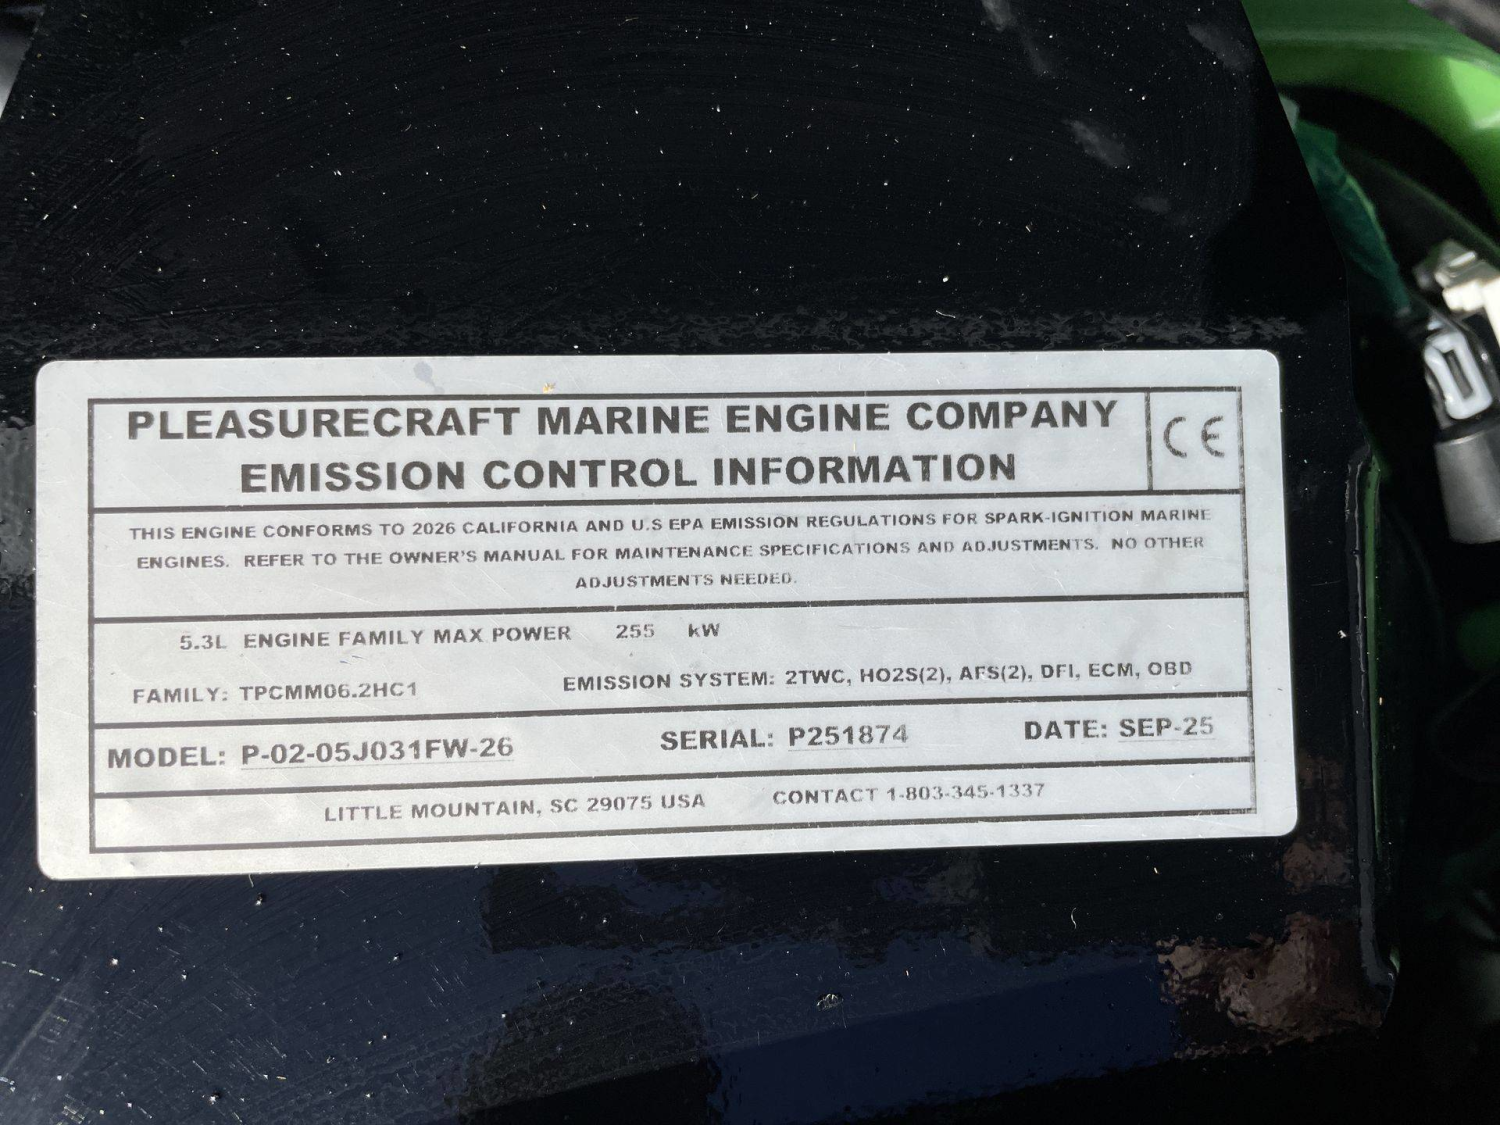 PLEASURECRAFT MARINE ENGINE COMPANY
EMISSION CONTROL INFORMATION
CE
THIS ENGINE CONFORMS TO 2026 CALIFORNIA AND U.S EPA EMISSION REGULATIONS FOR SPARK-IGNITION MARINE
ENGINES. REFER TO THE OWNER'S MANUAL FOR MAINTENANCE SPECIFICATIONS AND ADJUSTMENTS. NO OTHER
ADJUSTMENTS NEEDED.
5.3L ENGINE FAMILY MAX POWER 255 kW
FAMILY: TPCMM06.2HC1 EMISSION SYSTEM: 2TWC, HO2S(2), AFS(2), DFI, ECM, OBD
MODEL: P-02-05J031FW-26 SERIAL: P251874 DATE: SEP-25
LITTLE MOUNTAIN, SC 29075 USA CONTACT 1-803-345-1337